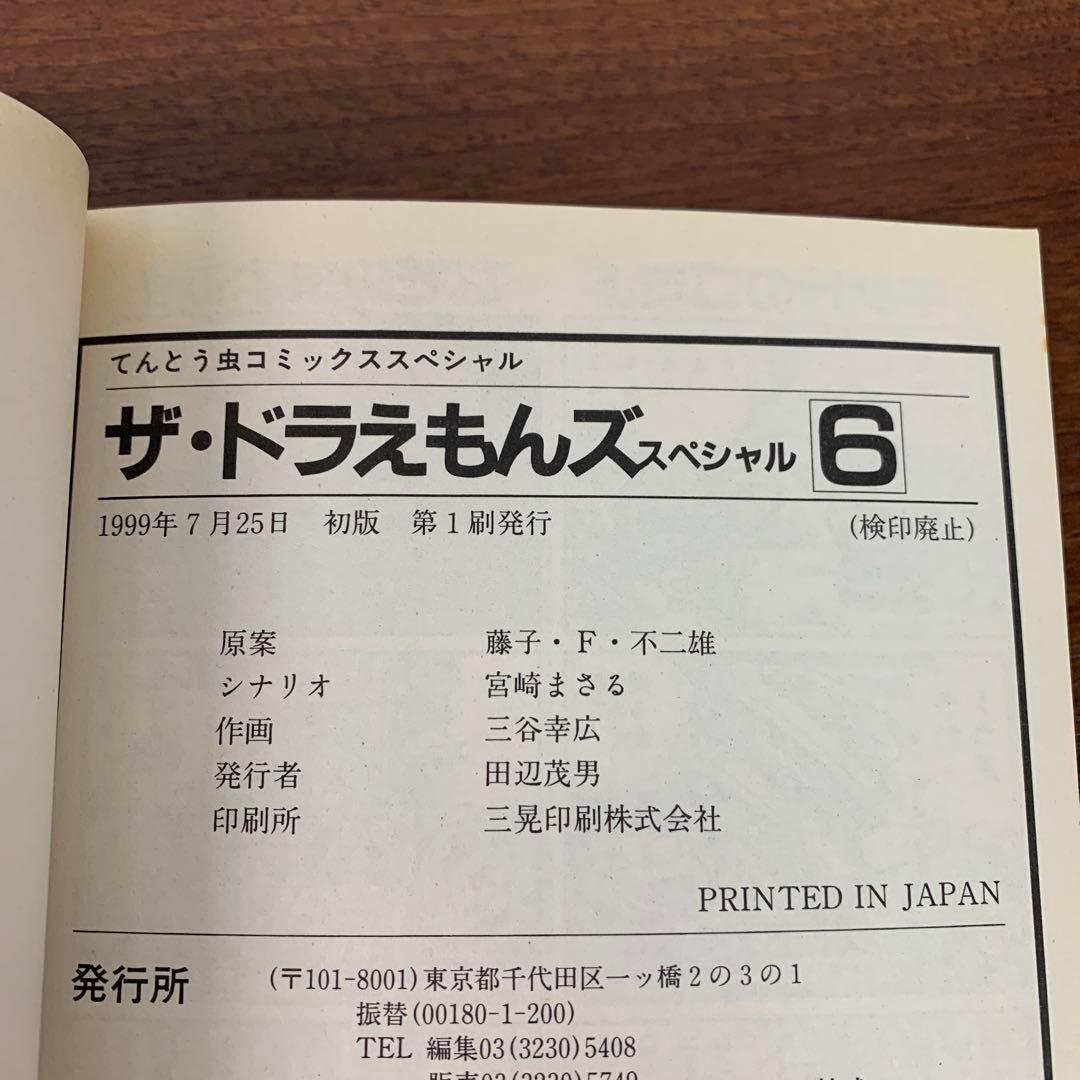 てんとう虫コミックススペシャル
ザ・ドラえもんズスペシャル 6
1999年7月25日 初版 第1刷発行 (検印廃止)
原案 藤子・F・不二雄
シナリオ 宮崎まさる
作画 三谷幸広
発行者 田辺茂男
印刷所 三晃印刷株式会社
PRINTED IN JAPAN
発行所 (〒101-8001)東京都千代田区一ッ橋2の3の1
振替(00180-1-200)
TEL 編集03(3230)5408